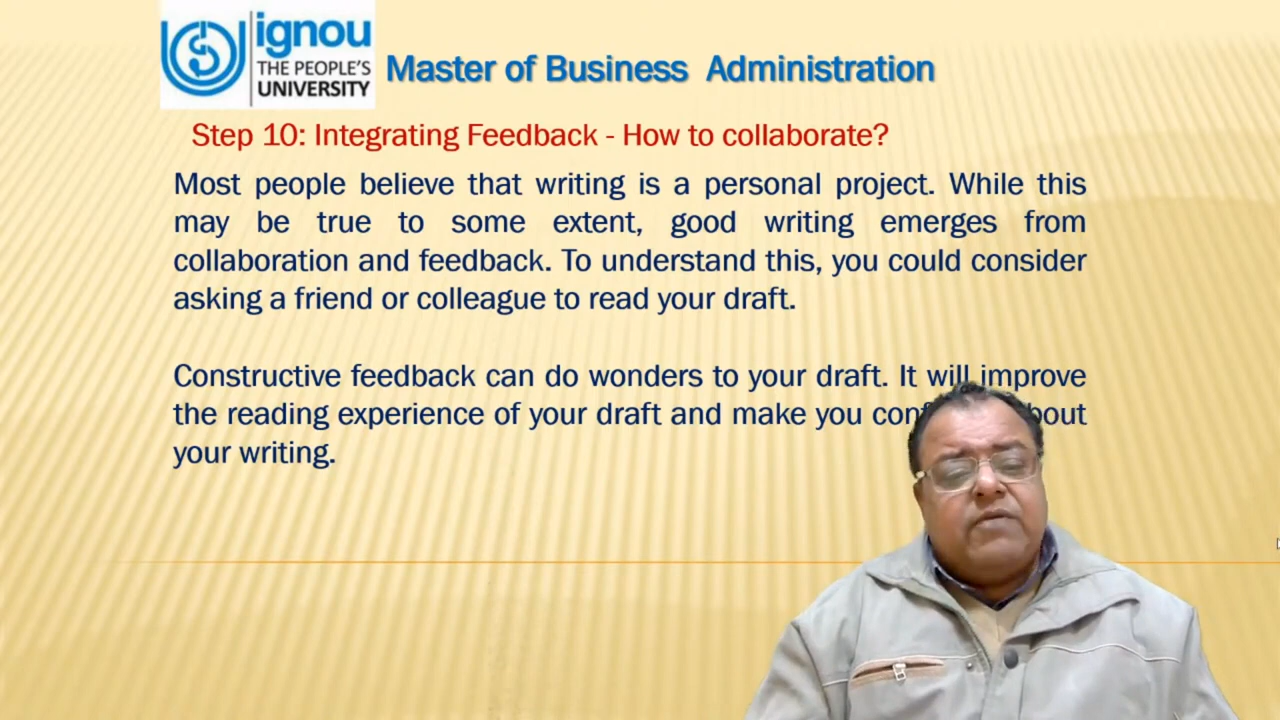 ignou
THE PEOPLE'S
UNIVERSITY
Master of Business Administration
Step 10: Integrating Feedback - How to collaborate?
Most people believe that writing is a personal project. While this
may be true to some extent, good writing emerges from
collaboration and feedback. To understand this, you could consider
asking a friend or colleague to read your draft.
Constructive feedback can do wonders to your draft. It will improve
the reading experience of your draft and make you
your writing.